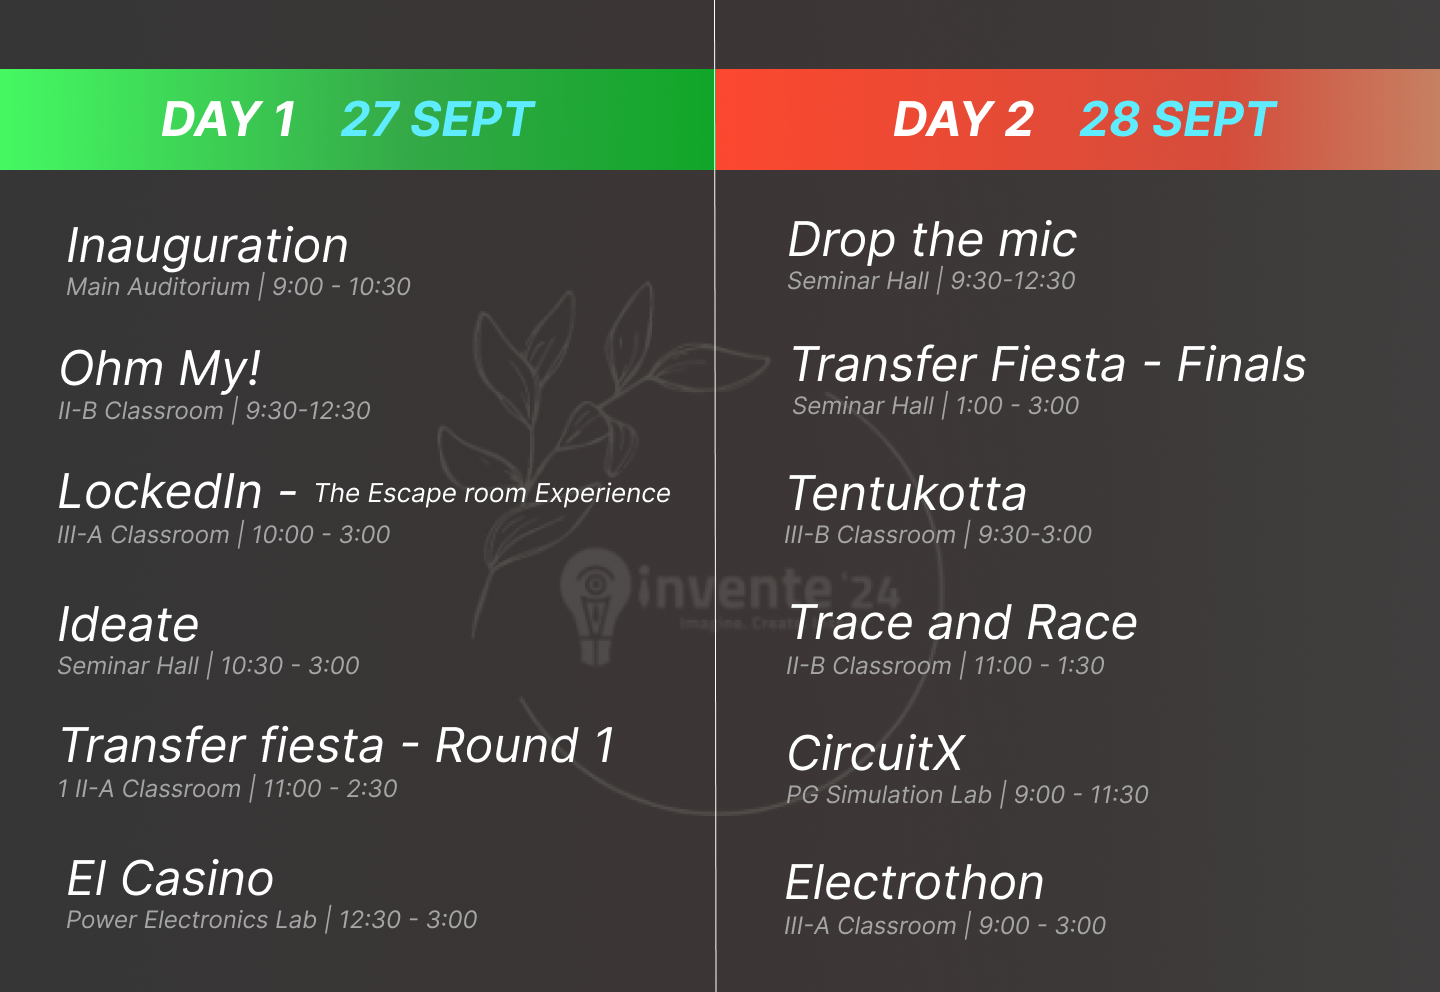 DAY 1 27 SEPT
Inauguration
Main Auditorium | 9:00 - 10:30
Ohm My!
II-B Classroom | 9:30-12:30
LockedIn - The Escape room Experience
III-A Classroom | 10:00 - 3:00
Ideate
Seminar Hall | 10:30 - 3:00
Transfer fiesta - Round 1
1 II-A Classroom | 11:00 - 2:30
El Casino
Power Electronics Lab | 12:30 - 3:00
DAY 2 28 SEPT
Drop the mic
Seminar Hall | 9:30-12:30
Transfer Fiesta - Finals
Seminar Hall | 1:00 - 3:00
Tentukotta
III-B Classroom | 9:30-3:00
Trace and Race
II-B Classroom | 11:00 - 1:30
CircuitX
PG Simulation Lab | 9:00 - 11:30
Electrothon
III-A Classroom | 9:00 - 3:00
invente '24
Imagine.